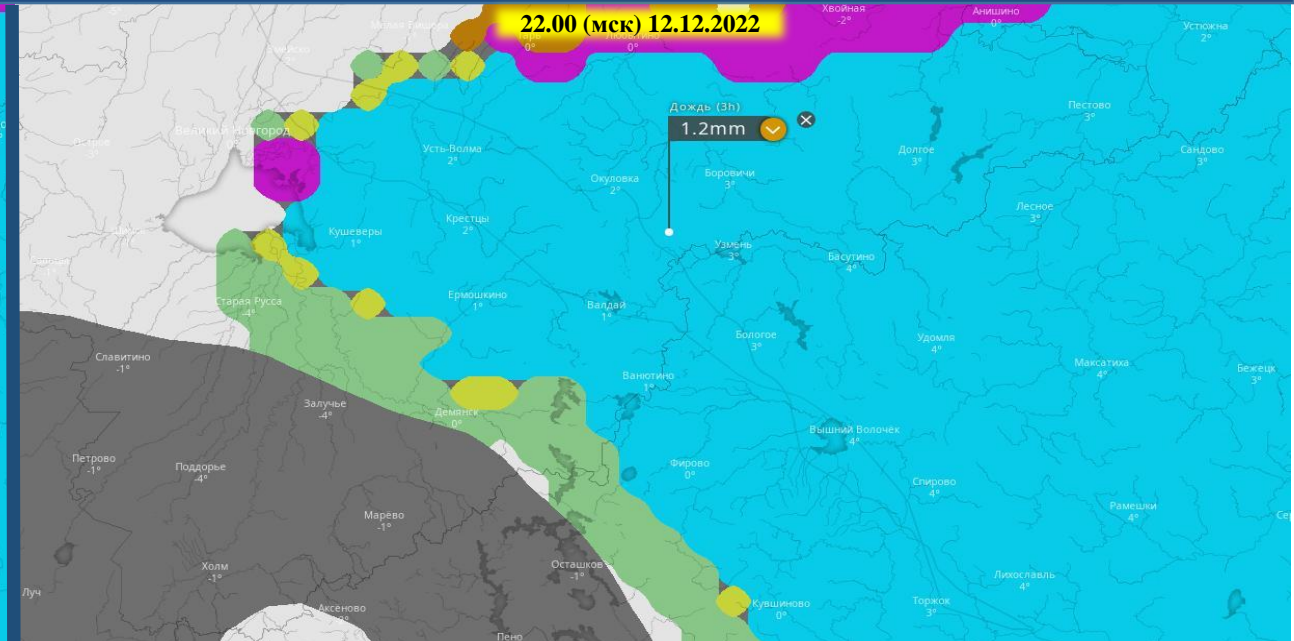 22.00 (мск) 12.12.2022
Хвойная
-2°
Анишино
0°
Устюжна
2°
0°
0°
Дождь (3h)
1.2mm
Пестово
3°
Великий Новгород
0°
Усть-Волма
2°
Долгое
3°
Сандово
3°
Окуловка
2°
Боровичи
3°
Лесное
3°
Крестцы
2°
Кушеверы
1°
Узмень
3°
Басутино
4°
Старая Русса
-4°
Ермошкино
1°
Валдай
1°
Бологое
3°
Удомля
4°
Славитино
-1°
Максатиха
4°
Бежецк
3°
Ванютино
1°
Залучье
-4°
Демянск
0°
Вышний Волочёк
4°
Петрово
-1°
Поддорье
-4°
Фирово
0°
Спирово
4°
Рамешки
4°
Марёво
-1°
Холм
-1°
Осташков
-1°
Лихославль
4°
Луч
Аксеново
Кувшиново
0°
Торжок
3°
Пено